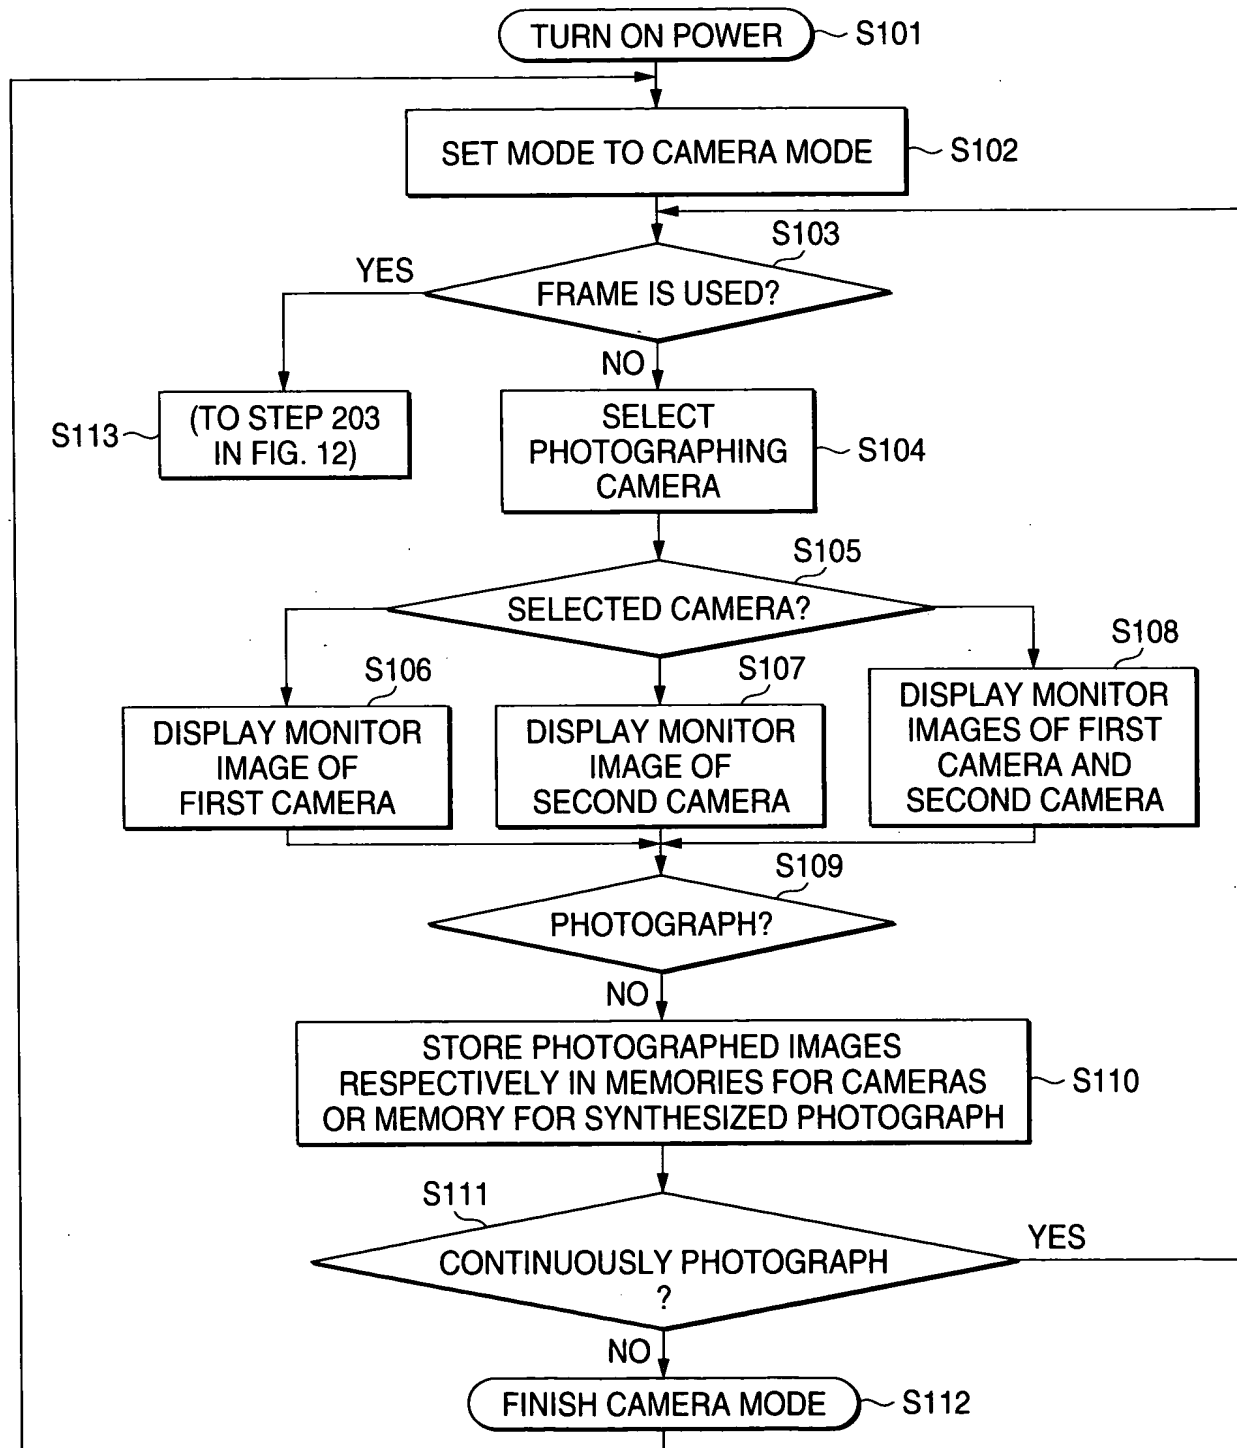 TURN ON POWER
S101
SET MODE TO CAMERA MODE
S102
S103
YES
FRAME IS USED?
NO
S113
(TO STEP 203
IN FIG. 12)
SELECT
PHOTOGRAPHING
CAMERA
S104
S105
SELECTED CAMERA?
S106
DISPLAY MONITOR
IMAGE OF
FIRST CAMERA
S107
DISPLAY MONITOR
IMAGE OF
SECOND CAMERA
S108
DISPLAY MONITOR
IMAGES OF FIRST
CAMERA AND
SECOND CAMERA
S109
PHOTOGRAPH?
NO
STORE PHOTOGRAPHED IMAGES
RESPECTIVELY IN MEMORIES FOR CAMERAS
OR MEMORY FOR SYNTHESIZED PHOTOGRAPH
S110
S111
CONTINUOUSLY PHOTOGRAPH
?
YES
NO
FINISH CAMERA MODE
S112